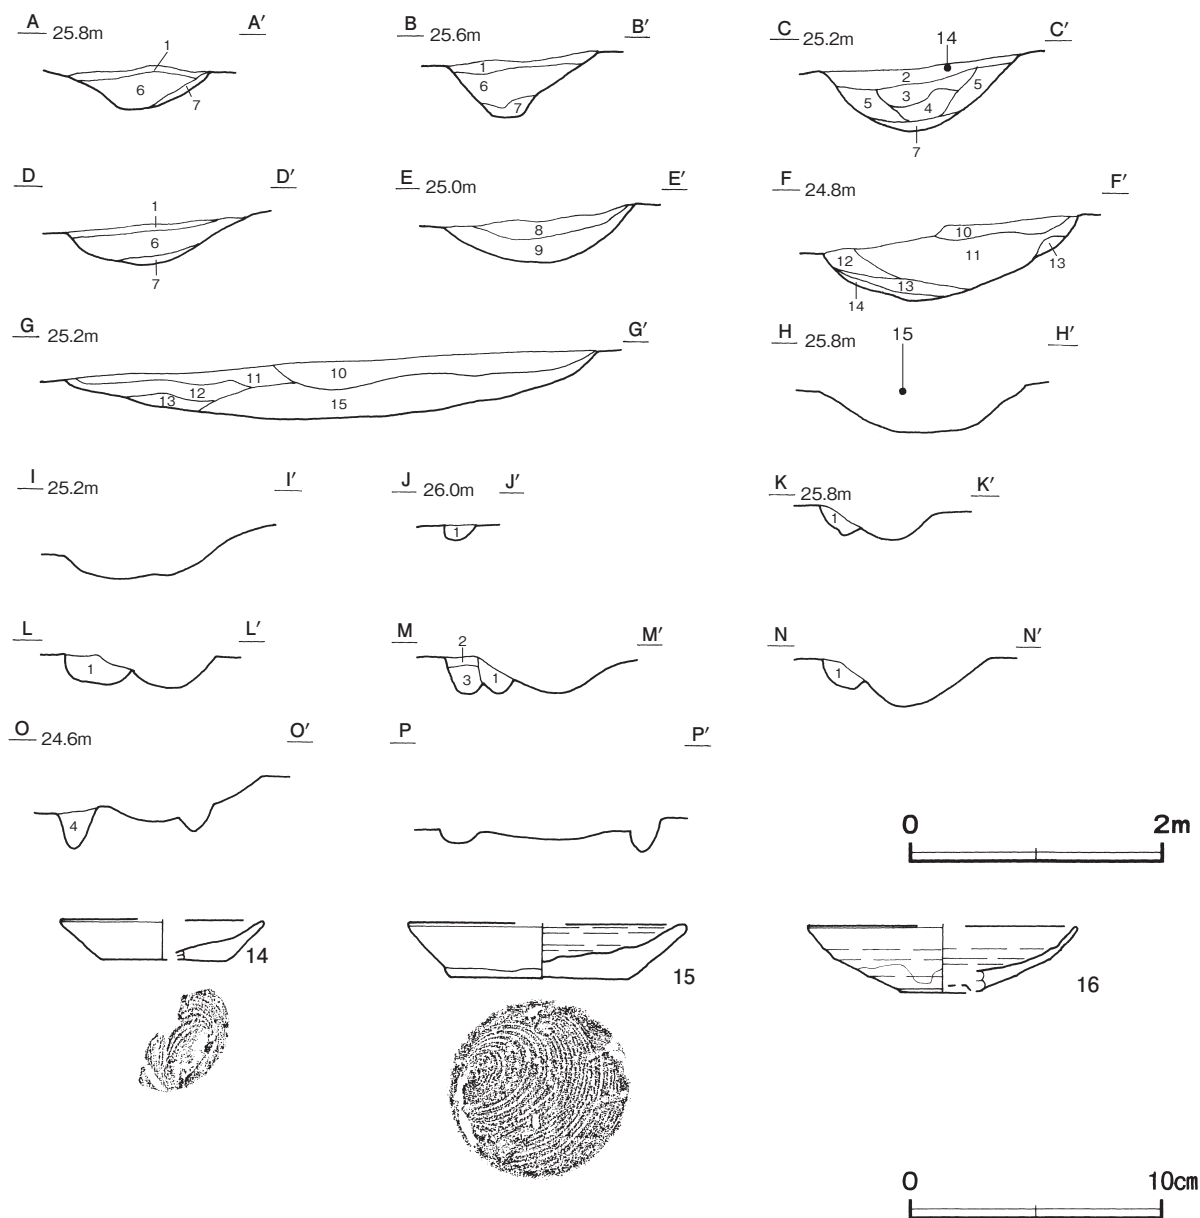 A 25.8m A′
1
6
7
B 25.6m B′
1
6
7
C 25.2m 14 C′
2
3
5 4 5
7
D D′
1
6
7
E 25.0m E′
8
9
F 24.8m F′
10
12 11
13 13
14
G 25.2m G′
11 10
12
13 15
H 25.8m 15 H′
I 25.2m I′
J 26.0m J′
1
K 25.8m K′
1
L L′
1
M M′
2
3 1
N N′
1
O 24.6m O′
4
P P′
0 2m
14
15
16
0 10cm